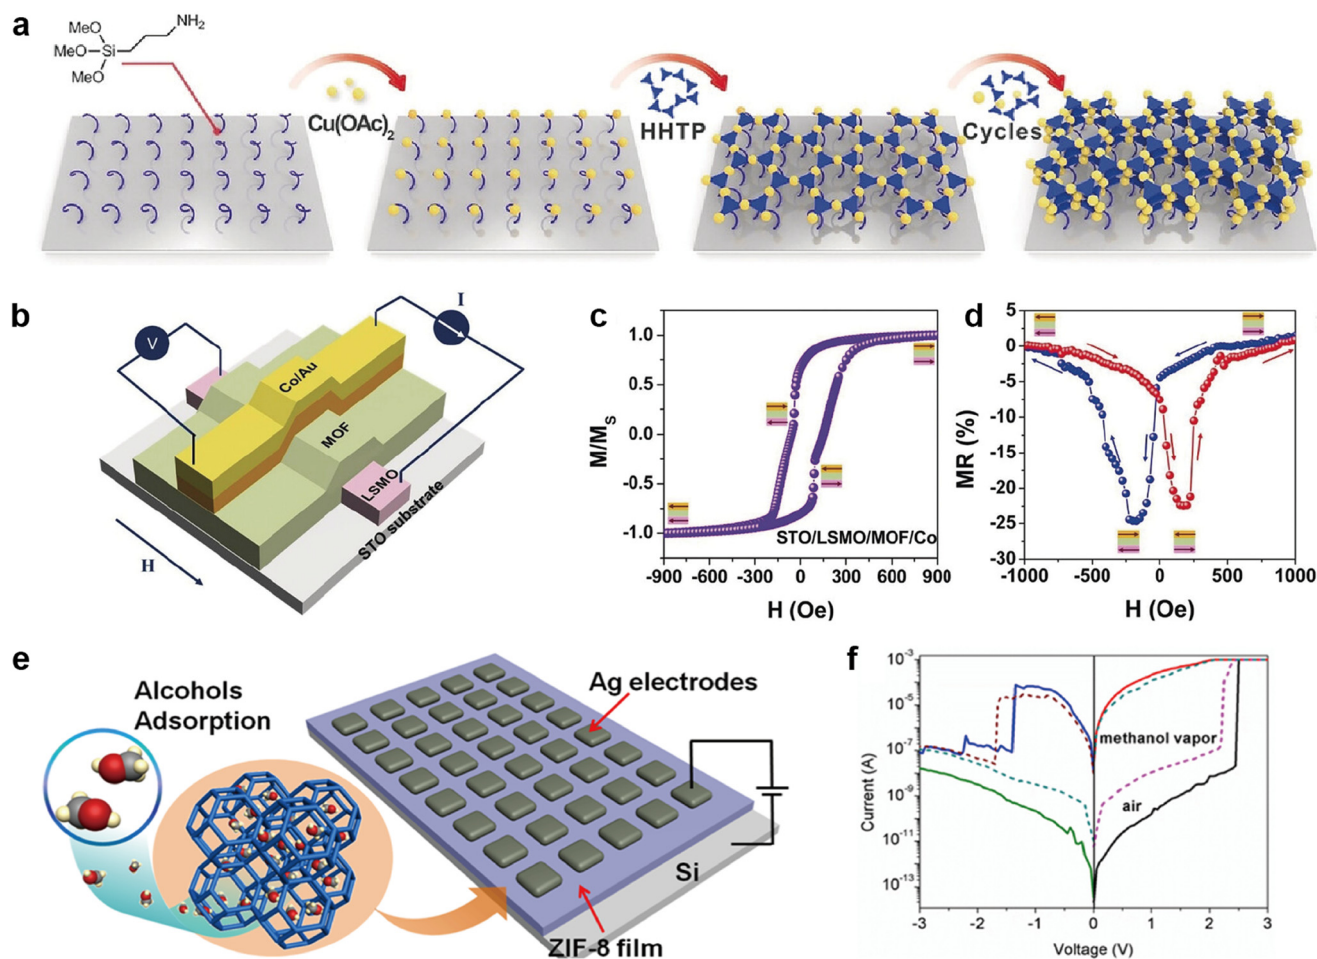 a
MeO
NH2
MeO
Si
MeO
Cu(OAc)2
HHTP
Cycles
b
I
V
Co/Au
MOF
LSMO
STO substrate
H
c
M/MS
1.0
0.5
0.0
-0.5
-1.0
STO/LSMO/MOF/Co
-900 -600 -300 0 300 600 900
H (Oe)
d
MR (%)
5
0
-5
-10
-15
-20
-25
-30
-1000 -500 0 500 1000
H (Oe)
e
Alcohols
Adsorption
Ag electrodes
Si
ZIF-8 film
f
Current (A)
10-3
10-5
10-7
10-9
10-11
10-13
methanol vapor
air
-3 -2 -1 0 1 2 3
Voltage (V)